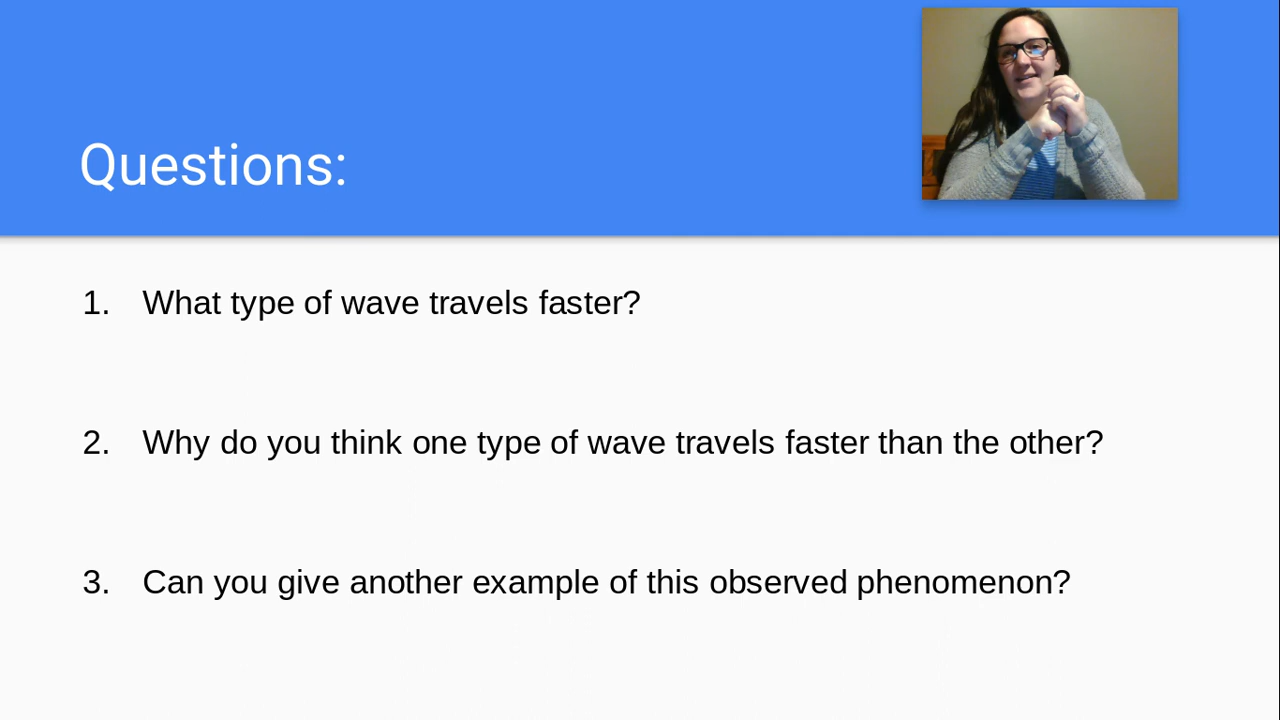 Questions:
1. What type of wave travels faster?
2. Why do you think one type of wave travels faster than the other?
3. Can you give another example of this observed phenomenon?